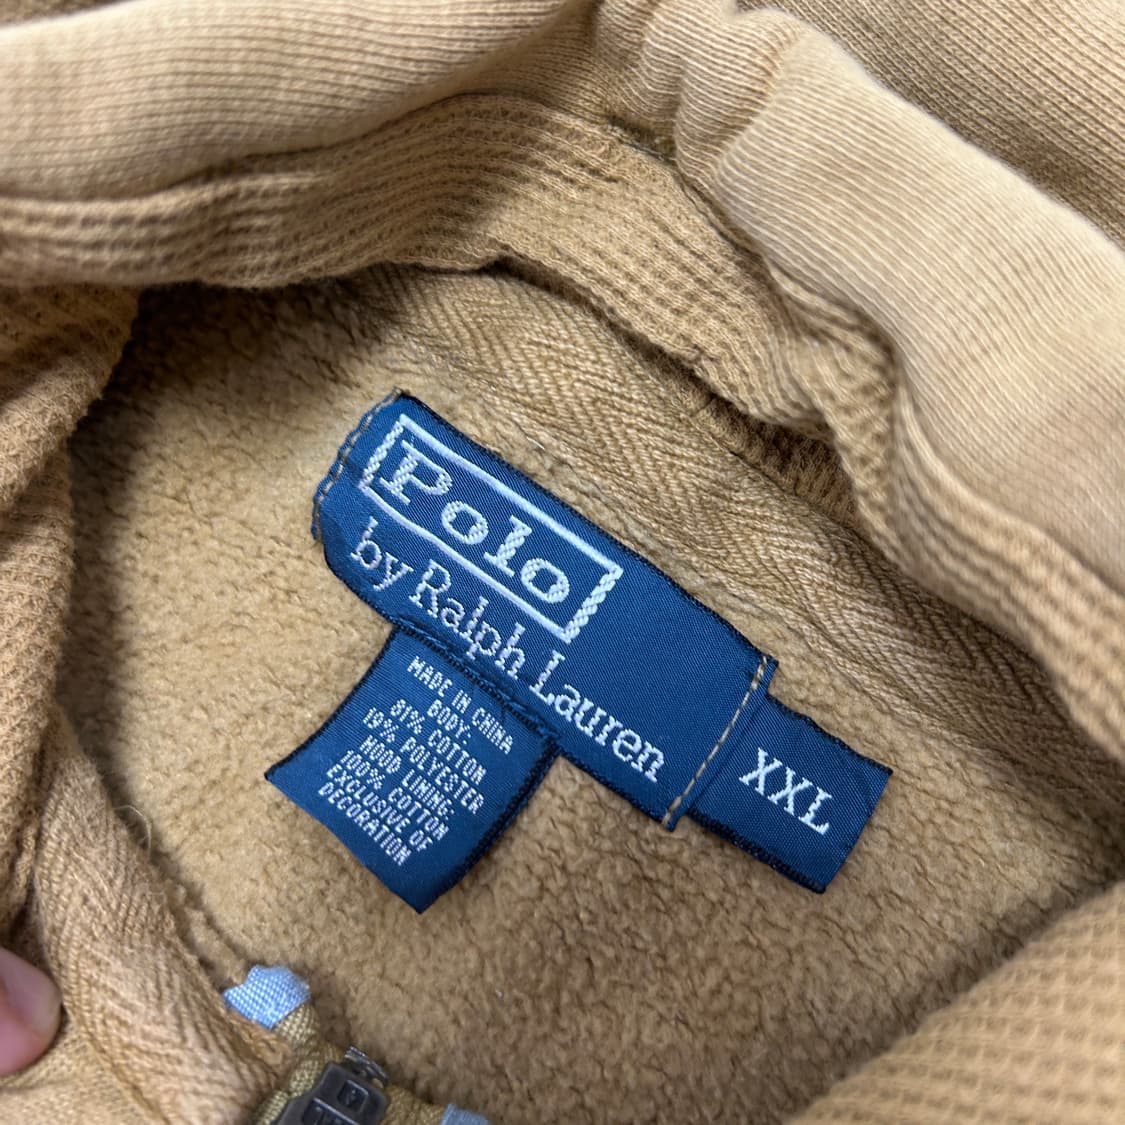 Polo
by Ralph Lauren
XXL
MADE IN CHINA
BODY:
81% COTTON
19% POLYESTER
HOOD LINING:
100% COTTON
EXCLUSIVE OF
DECORATION